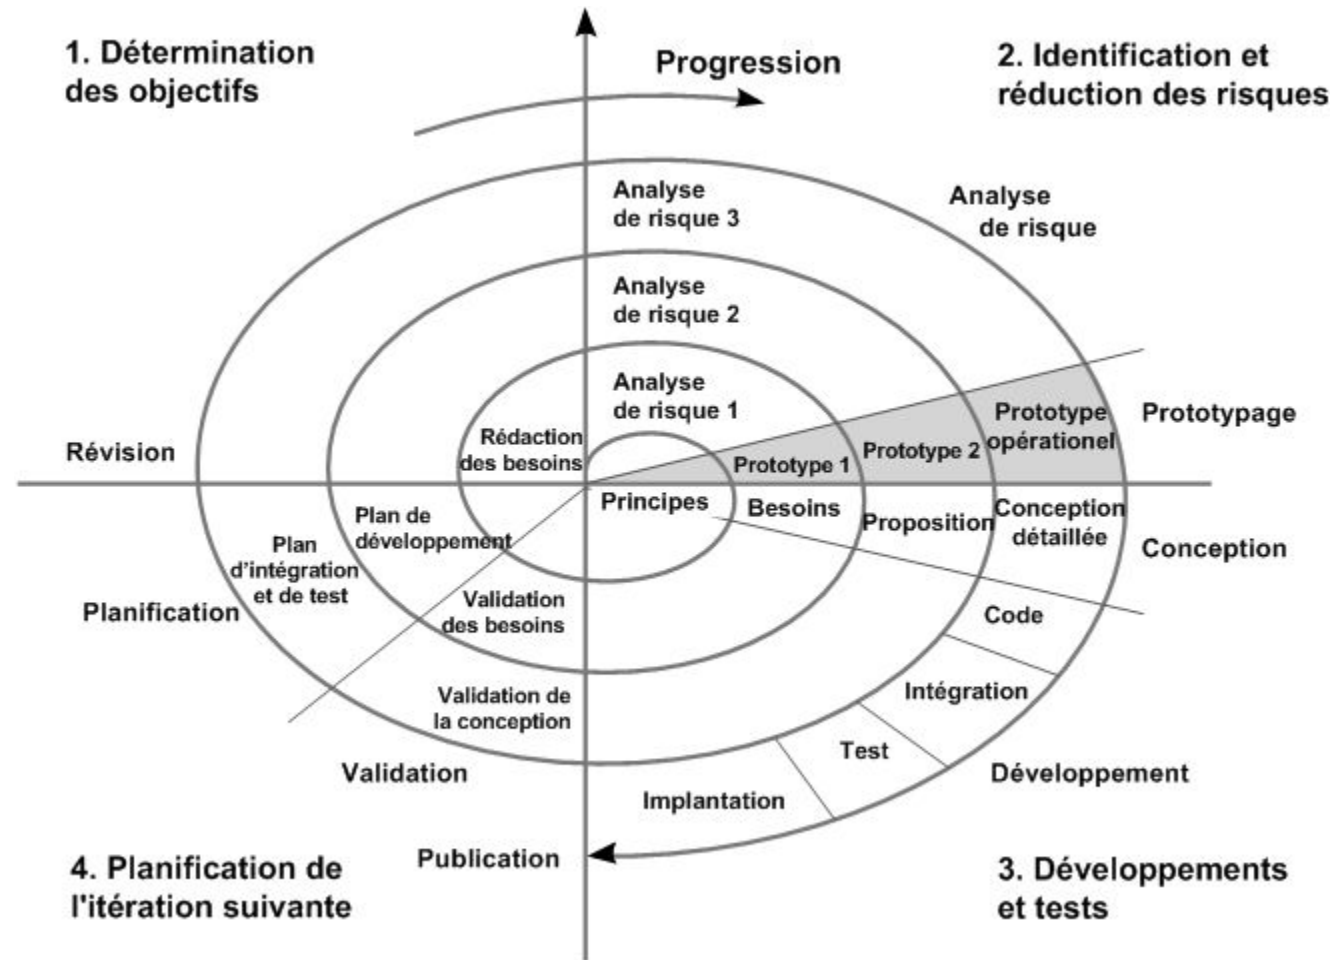 1. Détermination
des objectifs
Progression
2. Identification et
réduction des risques
Analyse
de risque 3
Analyse
de risque
Analyse
de risque 2
Analyse
de risque 1
Rédaction
des besoins
Révision
Prototype 1
Prototype 2
Prototype
opérationel
Prototypage
Principes
Besoins
Proposition
Conception
détaillée
Conception
Plan de
développement
Plan
d'intégration
et de test
Planification
Validation
des besoins
Code
Intégration
Validation de
la conception
Test
Validation
Développement
Implantation
Publication
4. Planification de
l'itération suivante
3. Développements
et tests